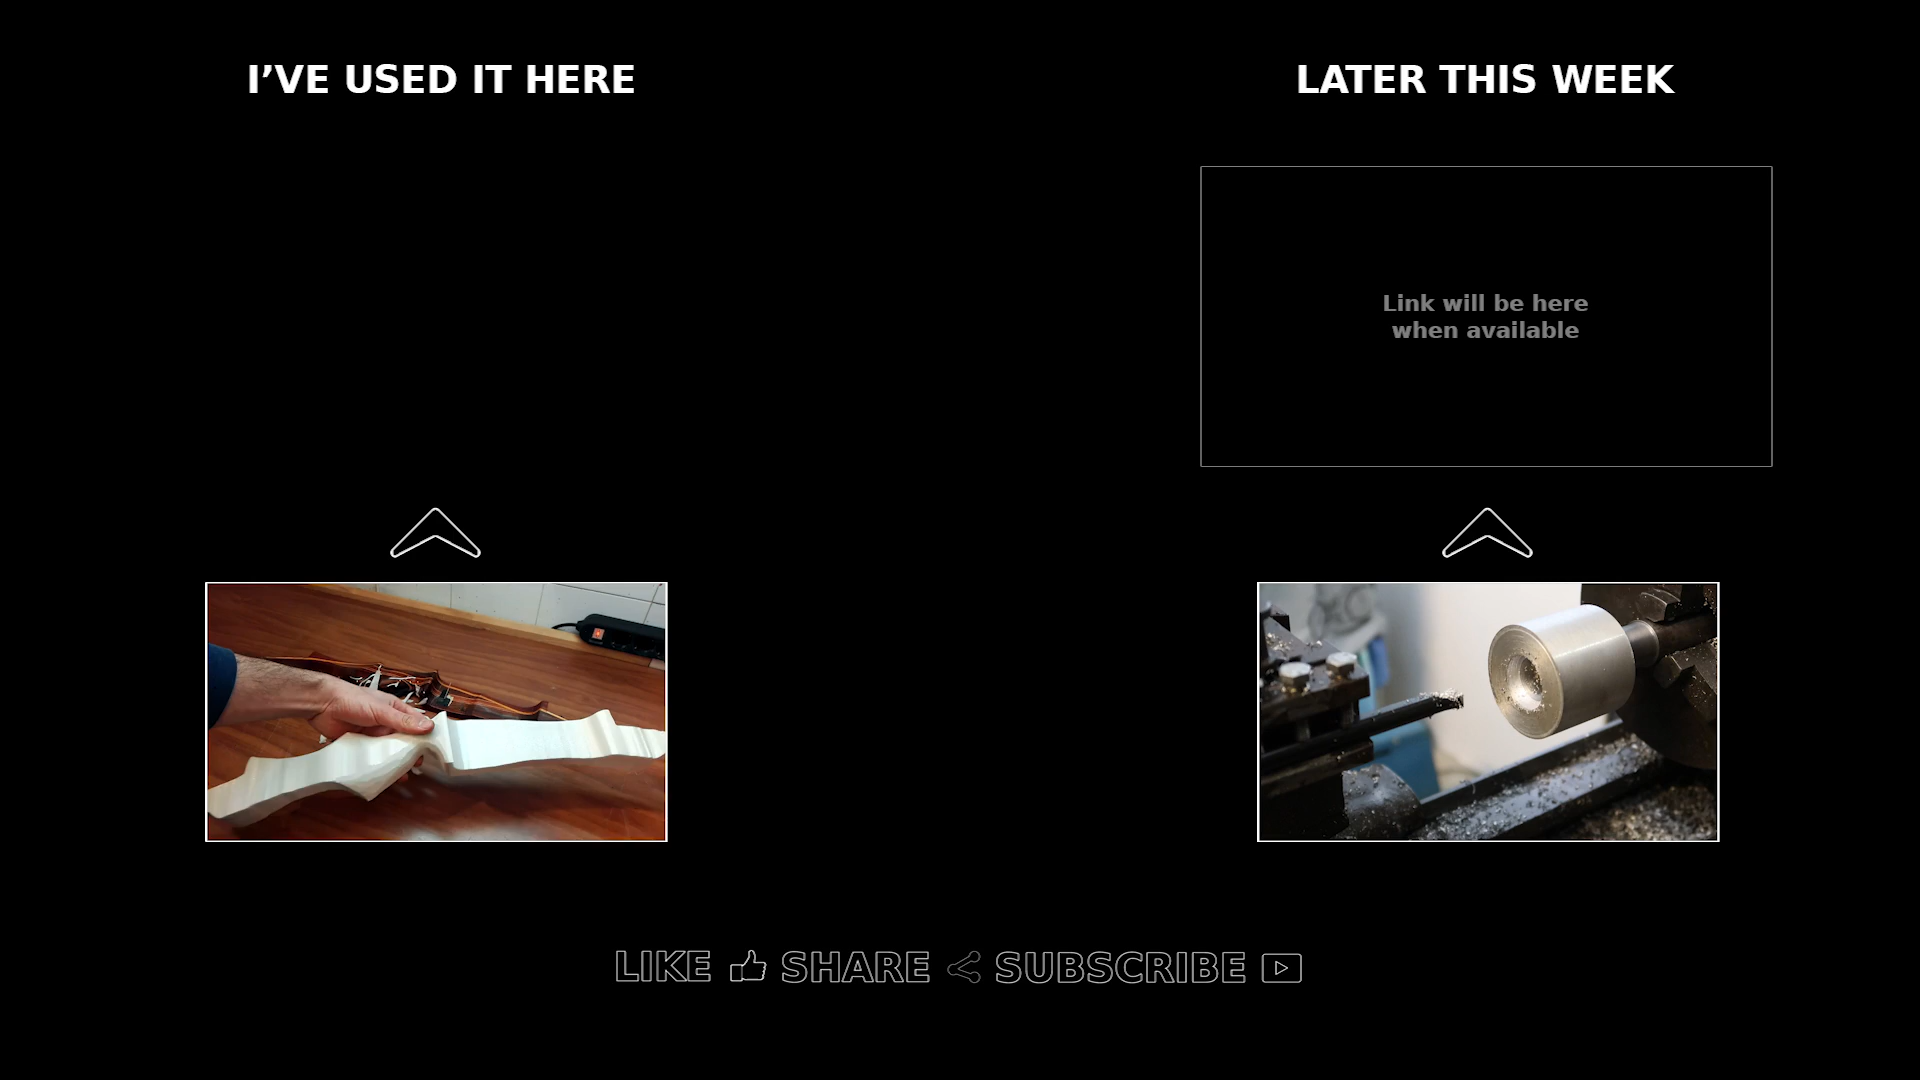 I’VE USED IT HERE
LATER THIS WEEK
Link will be here
when available
LIKE SHARE SUBSCRIBE